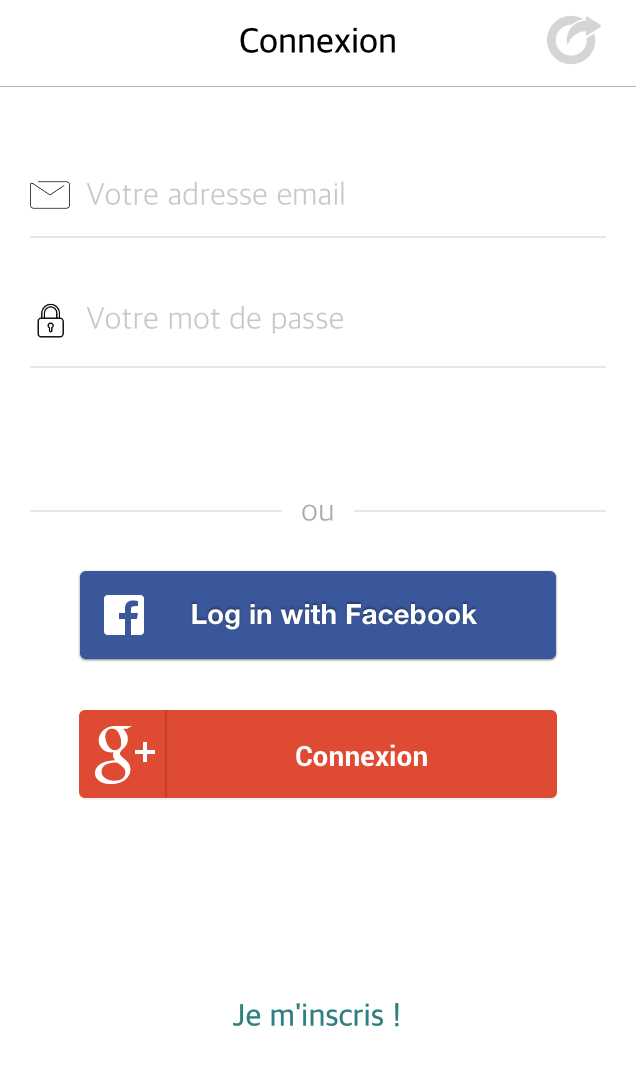 Connexion
Votre adresse email
Votre mot de passe
ou
Log in with Facebook
g+ Connexion
Je m'inscris !